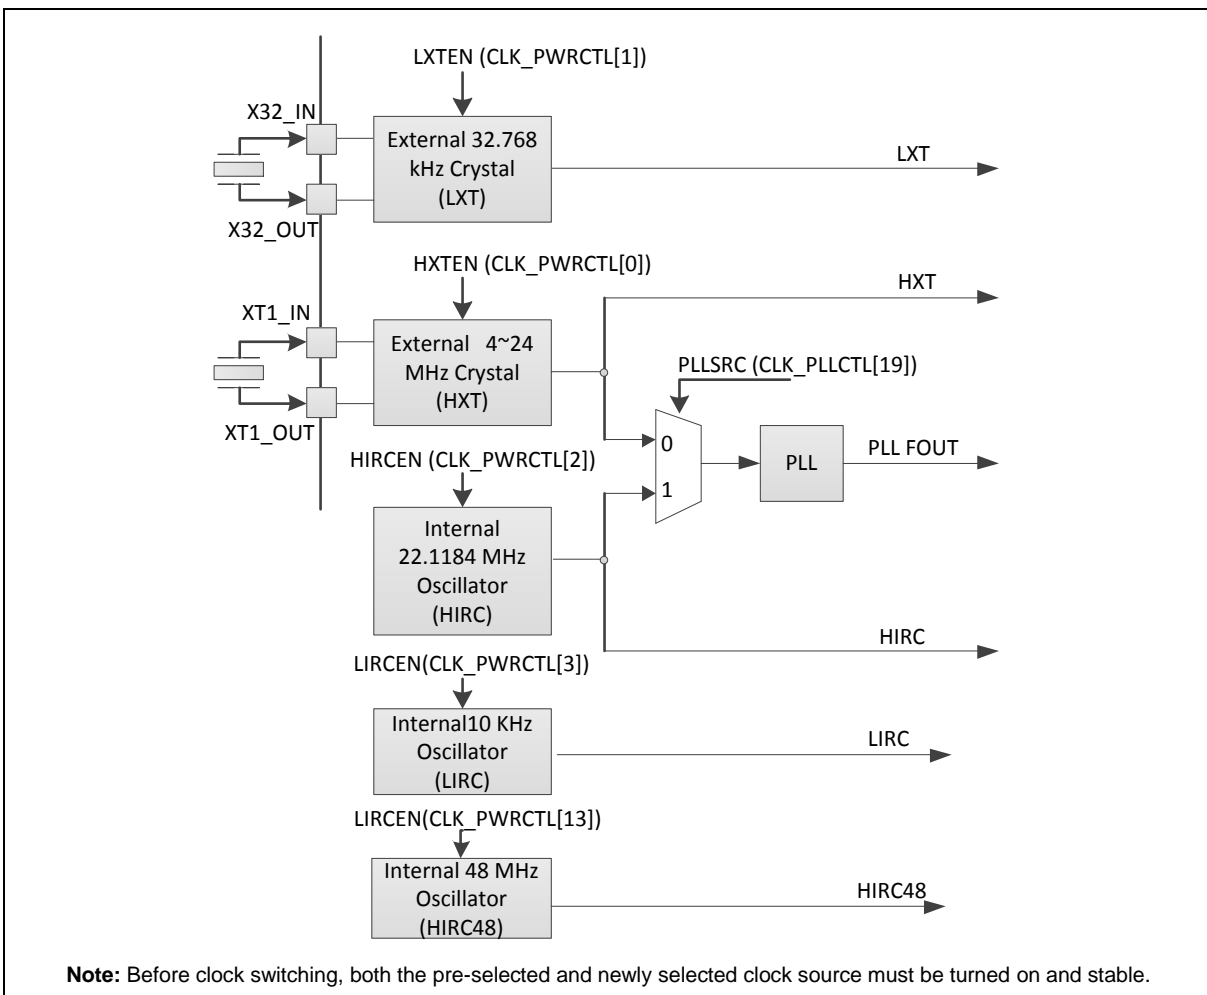 LXTEN (CLK_PWRCTL[1])
X32_IN
External 32.768
kHz Crystal
(LXT)
LXT
X32_OUT
HXTEN (CLK_PWRCTL[0])
HXT
XT1_IN
External 4~24
MHz Crystal
(HXT)
PLLSRC (CLK_PLLCTL[19])
XT1_OUT
0
1
PLL
PLL FOUT
HIRCEN (CLK_PWRCTL[2])
Internal
22.1184 MHz
Oscillator
(HIRC)
HIRC
LIRCEN(CLK_PWRCTL[3])
Internal10 KHz
Oscillator
(LIRC)
LIRC
LIRCEN(CLK_PWRCTL[13])
Internal 48 MHz
Oscillator
(HIRC48)
HIRC48
Note: Before clock switching, both the pre-selected and newly selected clock source must be turned on and stable.